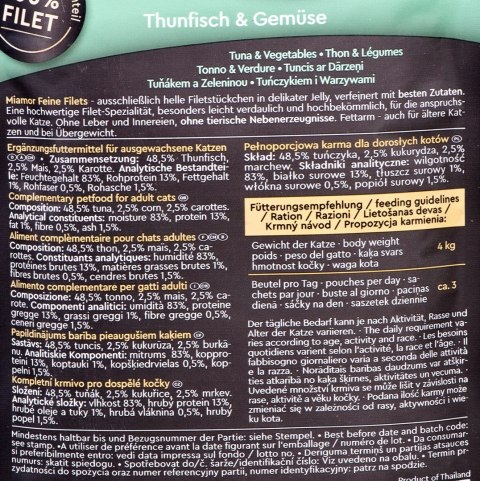 FILET
Thunfisch & Gemüse
Tuna & Vegetables • Thon & Légumes
Tonno & Verdure • Tuncis ar Dārzeņi
Tuňákem a Zeleninou • Tuńczykiem i Warzywami
Miamor Feine Filets - ausschließlich helle Filetstückchen in delikater Jelly, verfeinert mit besten Zutaten.
Eine hochwertige Filet-Spezialität, besonders leicht verdaulich und hochbekömmlich, für die anspruchs-
volle Katze. Ohne Leber und Innereien, ohne tierische Nebenerzeugnisse. Fettarm - auch für ältere Kat-
zen und bei Übergewicht.
Ergänzungsfuttermittel für ausgewachsene Katzen
• Zusammensetzung: 48,5% Thunfisch,
2,5% Mais, 2,5% Karotte. Analytische Bestandtei-
le: Feuchtegehalt 83%, Rohprotein 13%, Fettgehalt
1%, Rohfaser 0,5%, Rohasche 1,5%.
Complementary petfood for adult cats
Composition: 48,5% tuna, 2,5% corn, 2,5% carrotes.
Analytical constituents: moisture 83%, protein 13%,
fat 1%, fibre 0,5%, ash 1,5%.
Aliment complémentaire pour chats adultes
Composition: 48,5% thon, 2,5% mais, 2,5% ca-
rottes. Constituants analytiques: humidité 83%,
protéines brutes 13%, matières grasses brutes 1%,
fibres brutes 0,5%, cendres brutes 1,5%.
Alimento complementare per gatti adulti
Composizione: 48,5% tonno, 2,5% mais, 2,5% ca-
rote. Componenti analitici: umidità 83%, proteine
gregge 13%, grassi greggi 1%, fibre gregge 0,5%,
ceneri gregge 1,5%.
Papildinājums bariba pieaugušiem kaķiem
Sastāvs: 48,5% tuncis, 2,5% kukurūza, 2,5% burkā-
nu. Analītiskie Komponenti: mitrums 83%, koppro-
teini 13%, koptauki 1%, kopšķiedrvielas 0,5%, kop-
pelni 1,5%.
Kompletní krmivo pro dospělé kočky
Složení: 48,5% tuňák, 2,5% kukuřice, 2,5% mrkev.
Analytické složky: vlhkost 83%, hrubý protein 13%,
hrubé oleje a tuky 1%, hrubá vláknina 0,5%, hrubý
popel 1,5%.
Pełnoporcjowa karma dla dorosłych kotów
Skład: 48,5% tuńczyk, 2,5% kukurydza, 2,5%
marchew. Składniki analityczne: wilgotność
83%, białko surowe 13%, tłuszcz surowy 1%,
włókna surowe 0,5%, popiół surowy 1,5%.
Fütterungsempfehlung / feeding guidelines
/ Ration / Razioni / Lietošanas devas /
Krmný návod / Propozycja karmienia:
Gewicht der Katze · body weight
poids · peso del gatto · kaķa svars
hmotnost kočky · waga kota
4 kg
Beutel pro Tag · pouches per day · sa-
chets par jour · buste al giorno · paciņas
dienā · sáčky na den · saszetek dziennie
ca. 3
Der tägliche Bedarf kann je nach Aktivität, Rasse und
Alter der Katze variieren. • The daily requirement va-
ries according to age, activity and race. • Les besoins
quotidiens varient selon l'activité, la race et l'âge. • Il
fabbisogno giornaliero varia a seconda delle attività
e la razza. • Norādītais barības daudzums var atšķir-
ties atkarībā no kaķa šķirnes, aktivitātes un vecuma. •
Uvedené množství krmiva se může lišit v závislosti na
rase, aktivitě a věku kočky. • Podana ilość karmy może
zmieniać się w zależności od rasy, aktywności i wie-
ku kota.
Mindestens haltbar bis und Bezugsnummer der Partie: siehe Stempel. • Best before date and batch code:
see stamp. • A utiliser de préférence avant la date figurant sur l'emballage / numéro de lot. • Da consumar-
si preferibilmente entro: vedi data impressa sul fondo / lotto no. • Derīguma termiņš un partijas atsauces
numurs: skatīt spiedogu. • Spotřebovat do/č. šarže/identifikační číslo: Viz uvedeno na obalu. • Termin pr-
zydatności do spożycia oraz numer referencyjny partii, numer identyfikacyjny: patrz na spodzie.
Product of Thailand